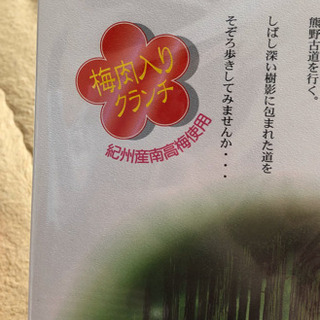 熊野古道を行く。
しばし深い樹影に包まれた道を
そぞろ歩きしてみませんか・・・
梅肉入り
クランチ
紀州産南高梅使用